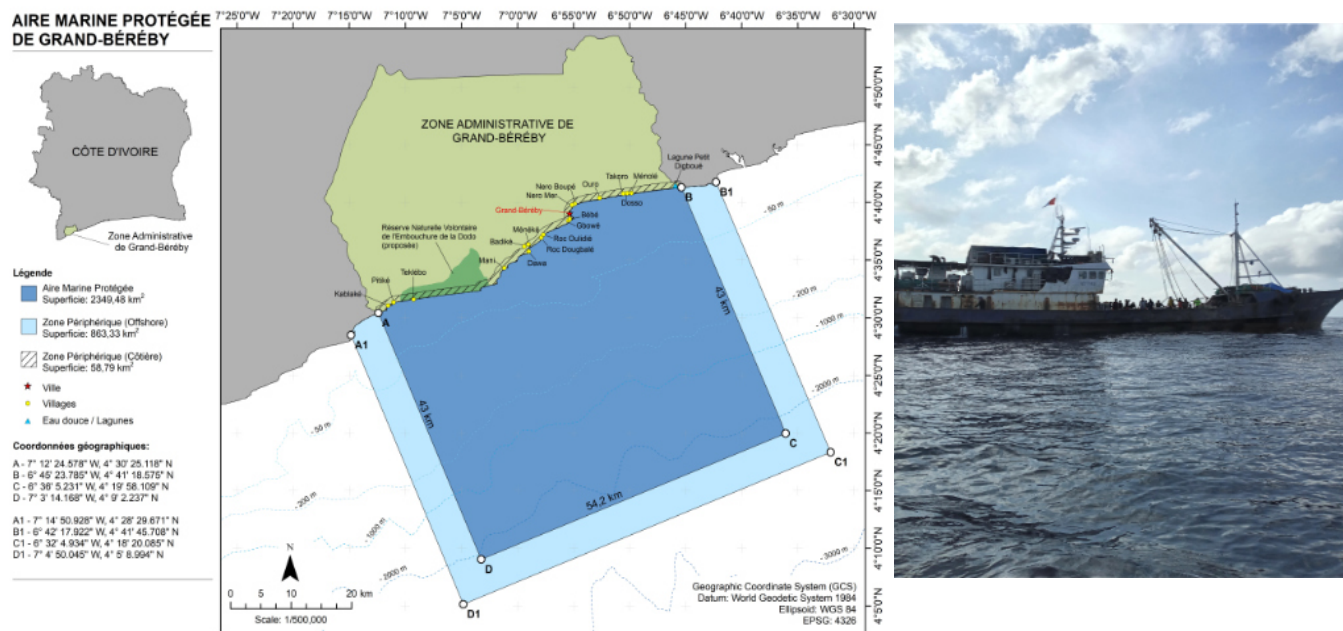 AIRE MARINE PROTÉGÉE
DE GRAND-BÉRÉBY
CÔTE D'IVOIRE
Zone Administrative
de Grand-Béréby
Légende
Aire Marine Protégée
Superficie: 2349,48 km²
Zone Périphérique (Offshore)
Superficie: 863,33 km²
Zone Périphérique (Côtière)
Superficie: 58,79 km²
Ville
Villages
Eau douce / Lagunes
Coordonnées géographiques:
A - 7° 12' 24.578" W, 4° 30' 25.118" N
B - 6° 45' 23.785" W, 4° 41' 18.575" N
C - 6° 36' 5.231" W, 4° 19' 58.109" N
D - 7° 3' 14.168" W, 4° 9' 2.237" N
A1 - 7° 14' 50.928" W, 4° 28' 29.671" N
B1 - 6° 42' 17.922" W, 4° 41' 45.708" N
C1 - 6° 32' 4.934" W, 4° 18' 20.085" N
D1 - 7° 4' 50.045" W, 4° 5' 8.994" N
7°25'0"W 7°20'0"W 7°15'0"W 7°10'0"W 7°5'0"W 7°0'0"W 6°55'0"W 6°50'0"W 6°45'0"W 6°40'0"W 6°35'0"W 6°30'0"W
4°50'0"N
4°45'0"N
4°40'0"N
4°35'0"N
4°30'0"N
4°25'0"N
4°20'0"N
4°15'0"N
4°10'0"N
4°5'0"N
ZONE ADMINISTRATIVE DE
GRAND-BÉRÉBY
Lagune Petit
Digboué
Takoro
Ménolé
Ouro
Nero Boupé
Nero Mer
Dosso
B
B1
Grand-Béréby
Bébé
Gbowé
Réserve Naturelle Volontaire
de l'Embouchure de la Dodo
(proposée)
Ménéké
Badiké
Roc Oulidié
Roc Dougbalé
Mani
Dawa
Pitiké
Téklébo
Kablaké
A
A1
- 50 m
- 200 m
- 1000 m
- 2000 m
43 km
43 km
54,2 km
C
C1
- 50 m
- 200 m
- 1000 m
- 2000 m
- 3000 m
D
D1
N
0 5 10 20 km
Scale: 1/500,000
Geographic Coordinate System (GCS)
Datum: World Geodetic System 1984
Ellipsoid: WGS 84
EPSG: 4326